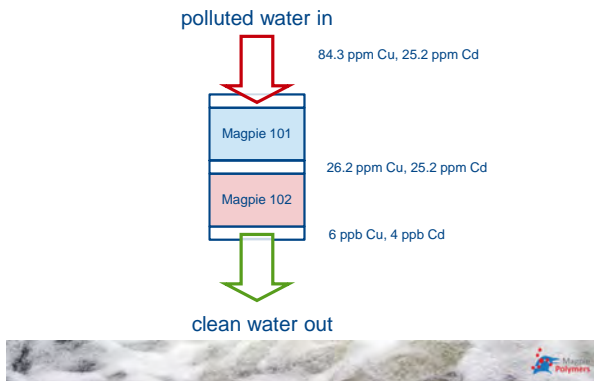 polluted water in
84.3 ppm Cu, 25.2 ppm Cd
Magpie 101
26.2 ppm Cu, 25.2 ppm Cd
Magpie 102
6 ppb Cu, 4 ppb Cd
clean water out
Magpie
Polymers